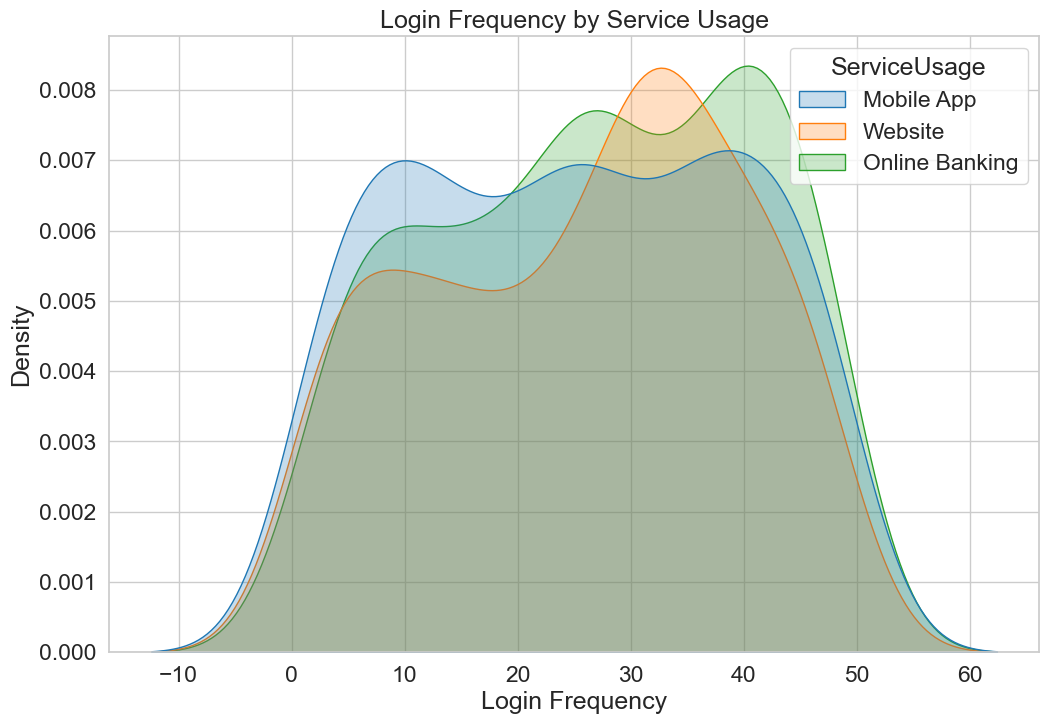 Login Frequency by Service Usage
ServiceUsage
Mobile App
Website
Online Banking
Density
0.008
0.007
0.006
0.005
0.004
0.003
0.002
0.001
0.000
−10 0 10 20 30 40 50 60
Login Frequency